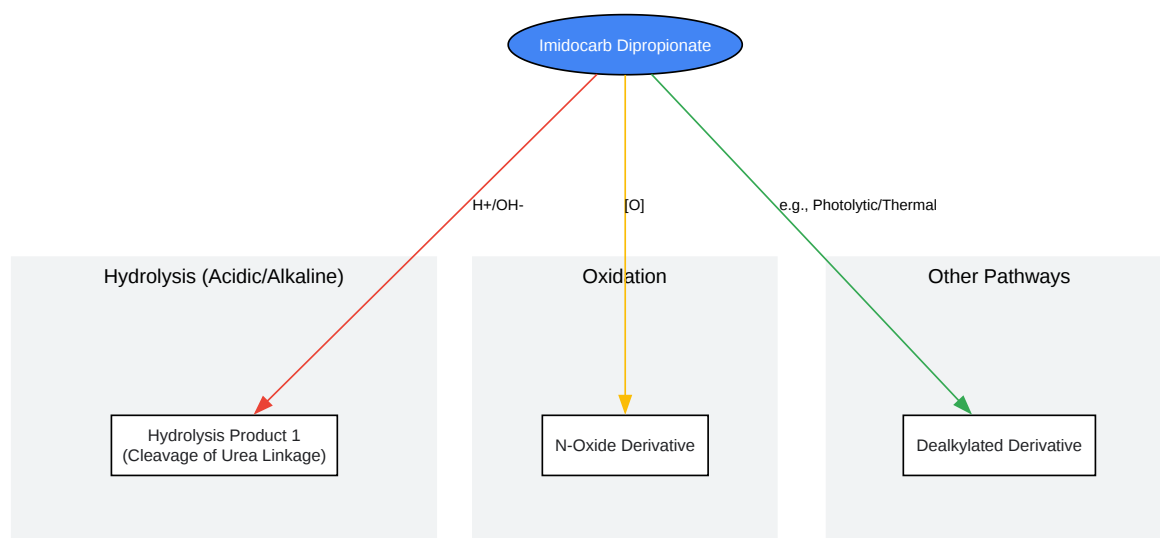 Imidocarb Dipropionate
H+/OH-
[O]
e.g., Photolytic/Thermal
Hydrolysis (Acidic/Alkaline)
Oxidation
Other Pathways
Hydrolysis Product 1
(Cleavage of Urea Linkage)
N-Oxide Derivative
Dealkylated Derivative